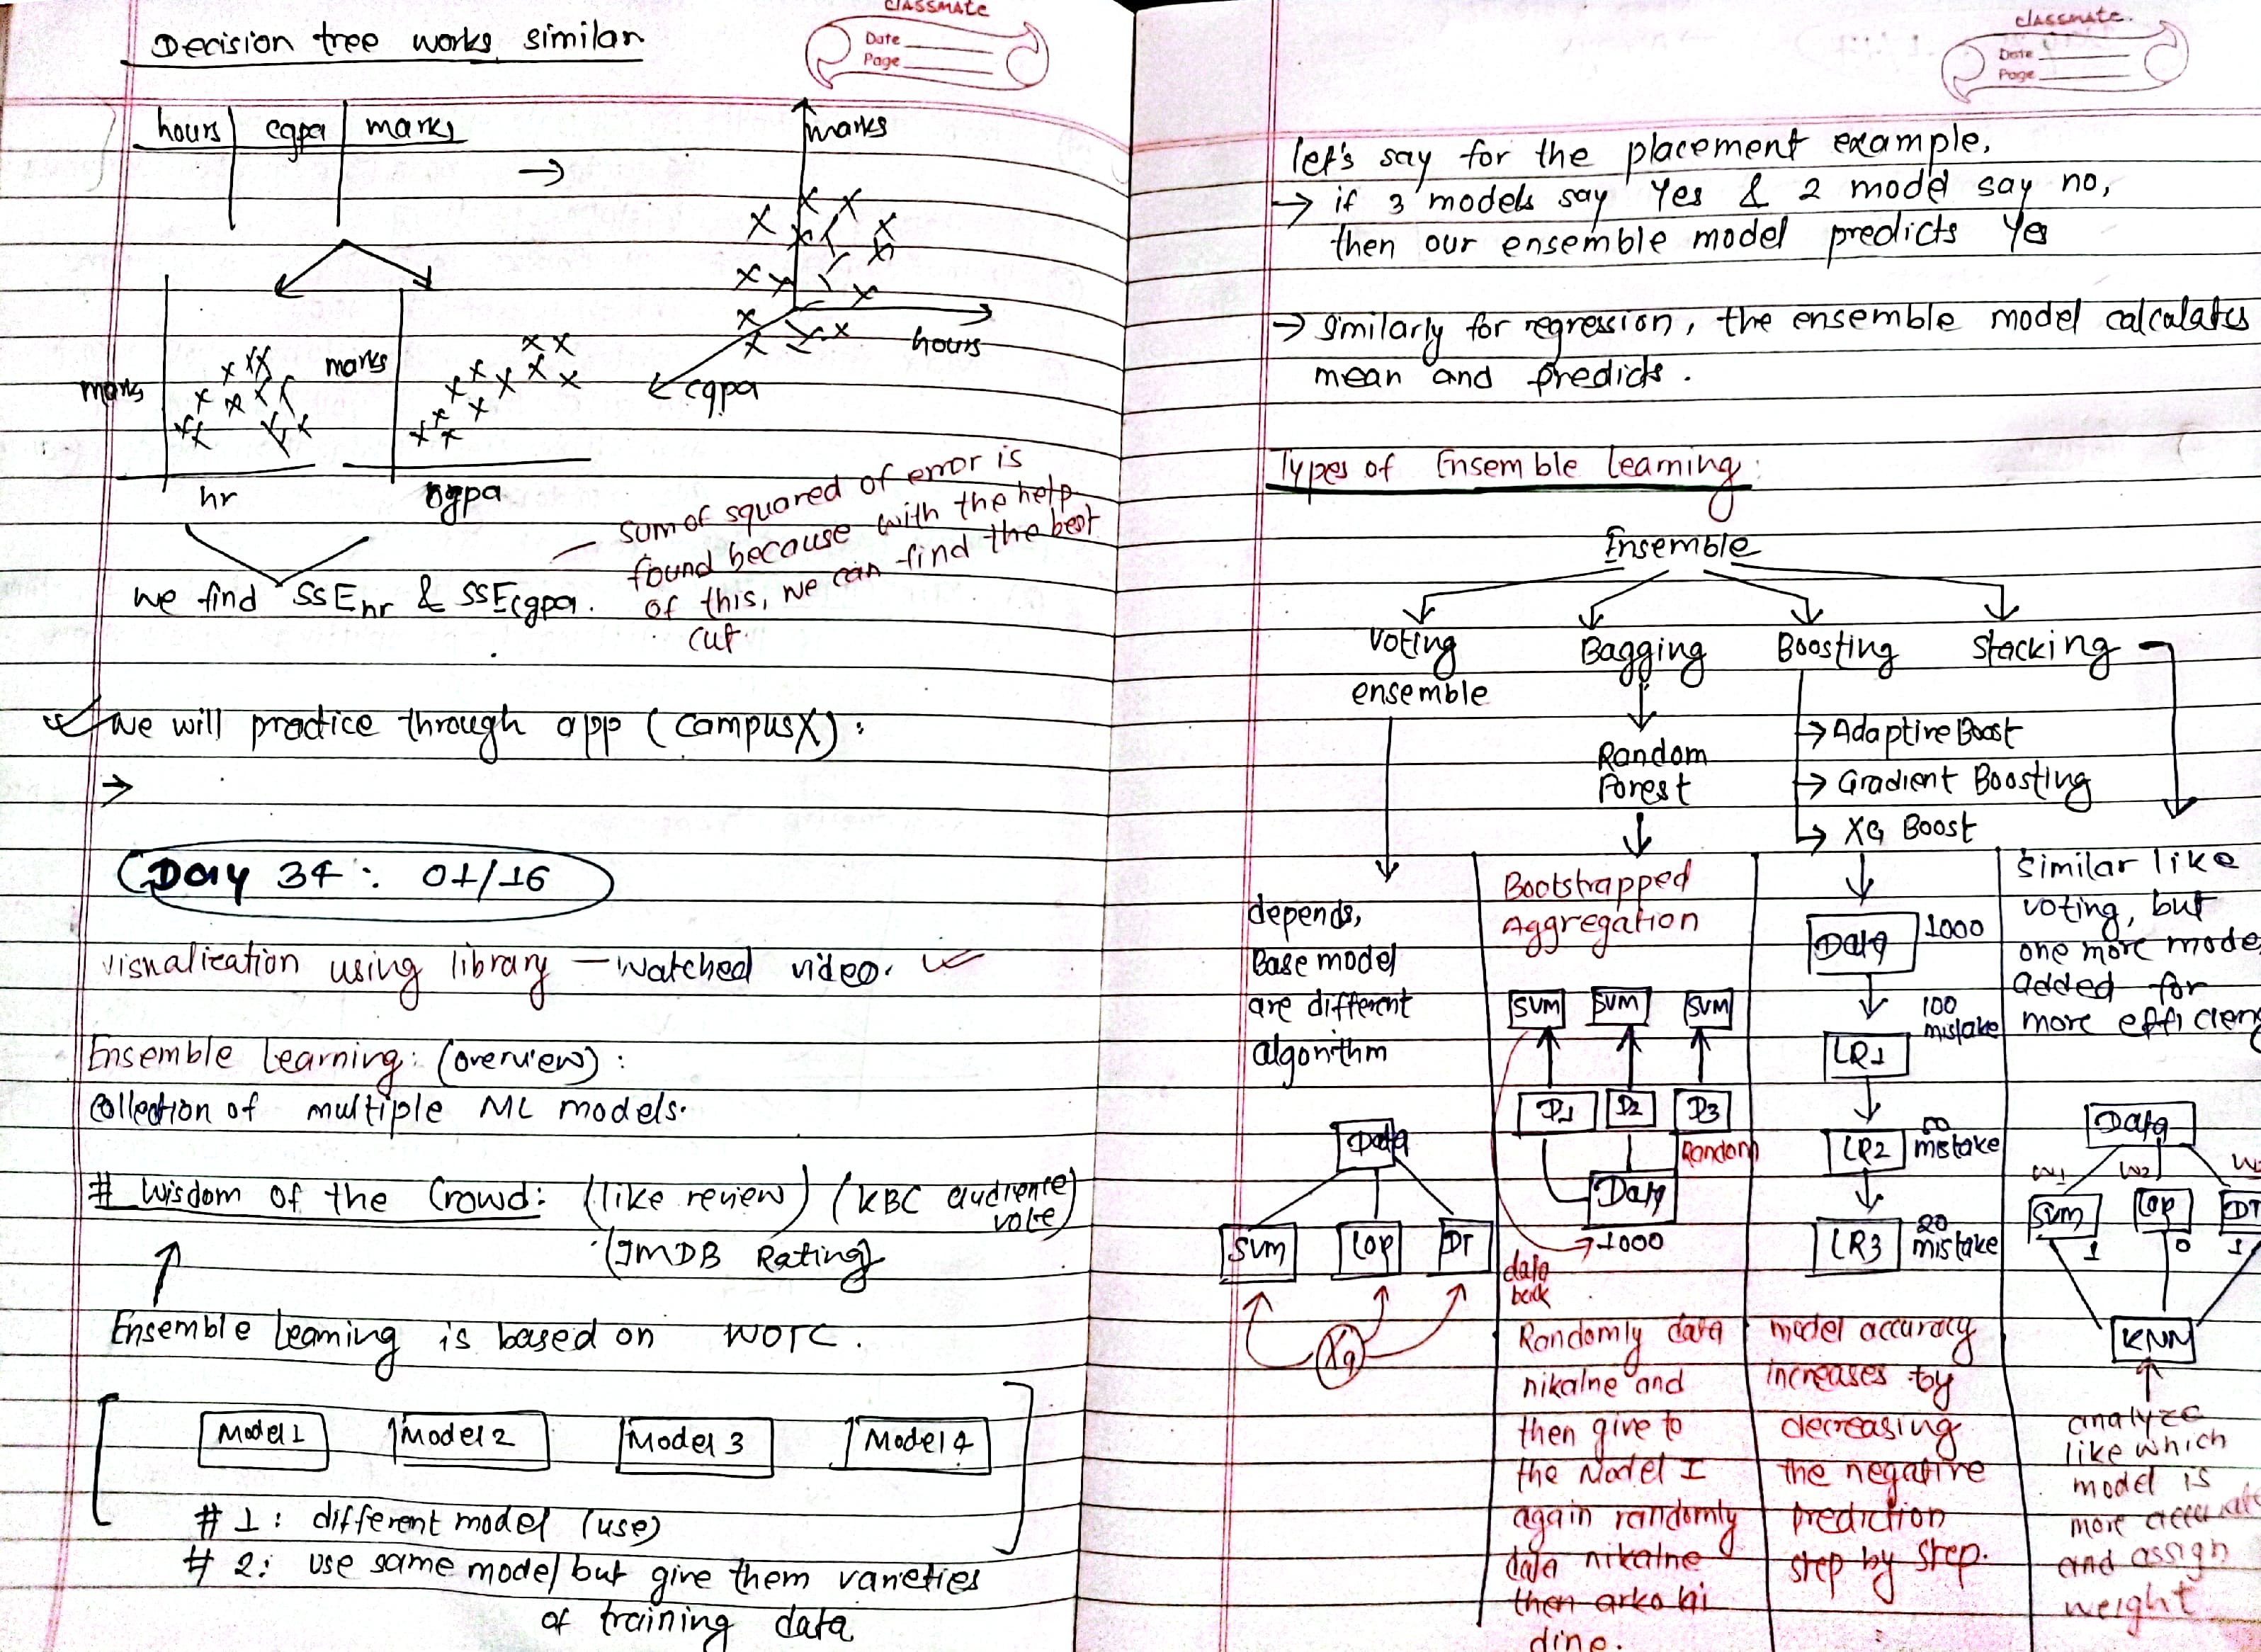 classmate
Date
Page
Decision tree works similar
hours cgpa marks
→
marks
hours
cgpa
marks
marks
hr
cgpa
we find SSEhr & SSEcgpa.
sum of squared of error is
found because with the help
of this, we can find the best
cut
we will practice through app (campusX):
→
Day 34: 01/16
visualization using library — watched video.
Ensemble Learning: (overview):
Collection of multiple ML models.
# Wisdom of the Crowd: (like review) (KBC audience vote)
(IMDB Rating)
Ensemble Learning is based on WOTC.
Model 1 Model 2 Model 3 Model 4
# 1: different model (use)
# 2: use same model but give them varieties
of training data
classmate
Date
Page
let's say for the placement example,
→ if 3 models say Yes & 2 model say no,
then our ensemble model predicts Yes
→ Similarly for regression, the ensemble model calculates
mean and predicts.
Types of Ensemble Learning:
Ensemble
Voting Bagging Boosting Stacking
ensemble
Random
Forest
→ Adaptive Boost
→ Gradient Boosting
→ XG Boost
depends,
Base model
are different
algorithm
Data
SVM DT
Bootstrapped
Aggregation
SVM SVM SVM
D1 D2 D3
Random
Data
1000
data
back
Randomly data
nikalne and
then give to
the Model I
again randomly
data nikalne
then arko lai
dine.
Data 1000
100
mistake
LR1
LR2 50
mistake
LR3 20
mistake
model accuracy
increases by
decreasing
the negative
prediction
step by step.
similar like
voting, but
one more mode
added for
more efficien
Data
W1 W2 W
SVM DT
1 0 1
KNN
analyze
like which
model is
more accurate
and assign
weight